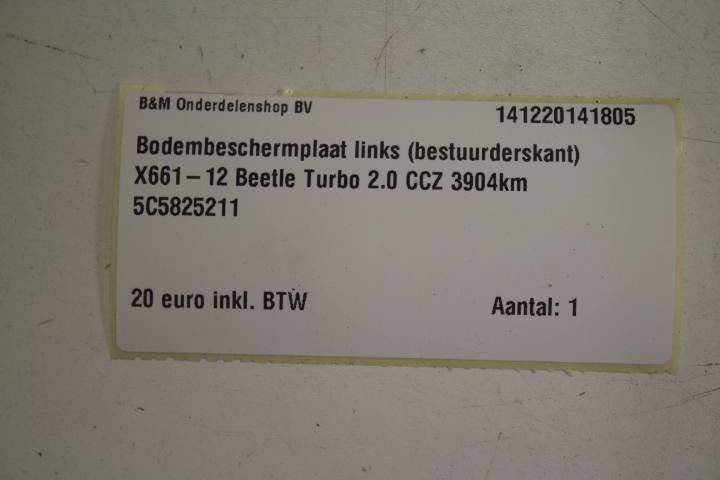 B&M Onderdelenshop BV
141220141805
Bodembeschermplaat links (bestuurderskant)
X661-12 Beetle Turbo 2.0 CCZ 3904km
5C5825211
20 euro inkl. BTW
Aantal: 1